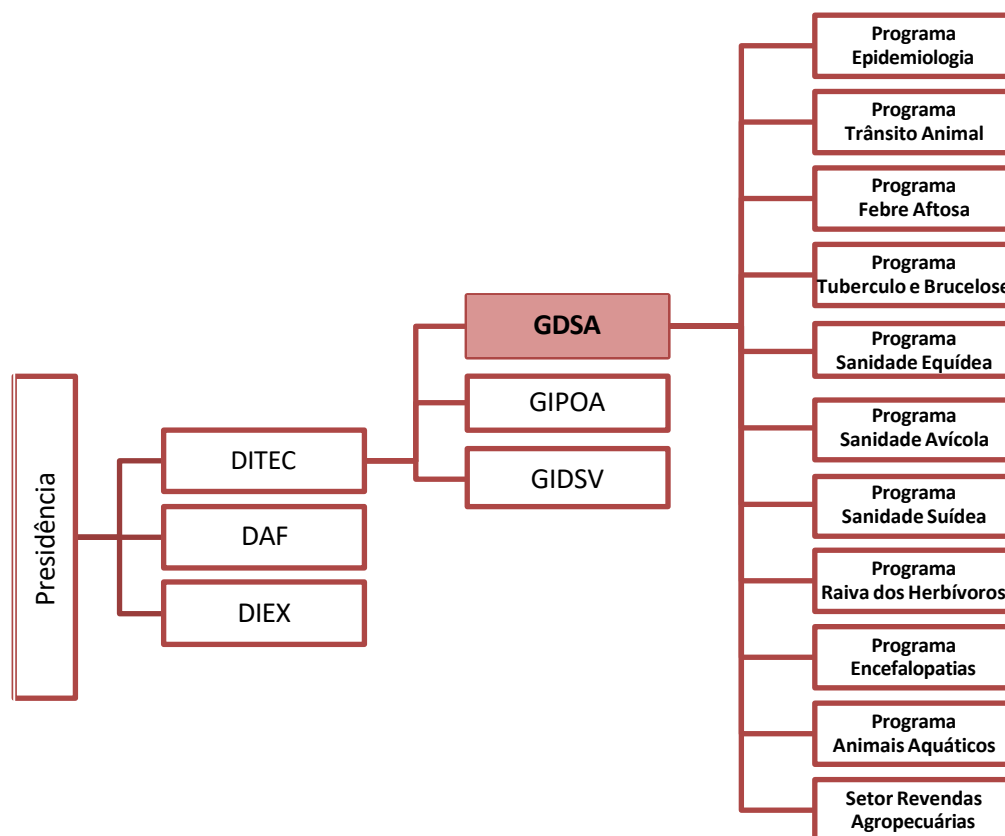 Presidência
DITEC
DAF
DIEX
GDSA
GIPOA
GIDSV
Programa
Epidemiologia
Programa
Trânsito Animal
Programa
Febre Aftosa
Programa
Tuberculo e Brucelose
Programa
Sanidade Equídea
Programa
Sanidade Avícola
Programa
Sanidade Suídea
Programa
Raiva dos Herbívoros
Programa
Encefalopatias
Programa
Animais Aquáticos
Setor Revendas
Agropecuárias